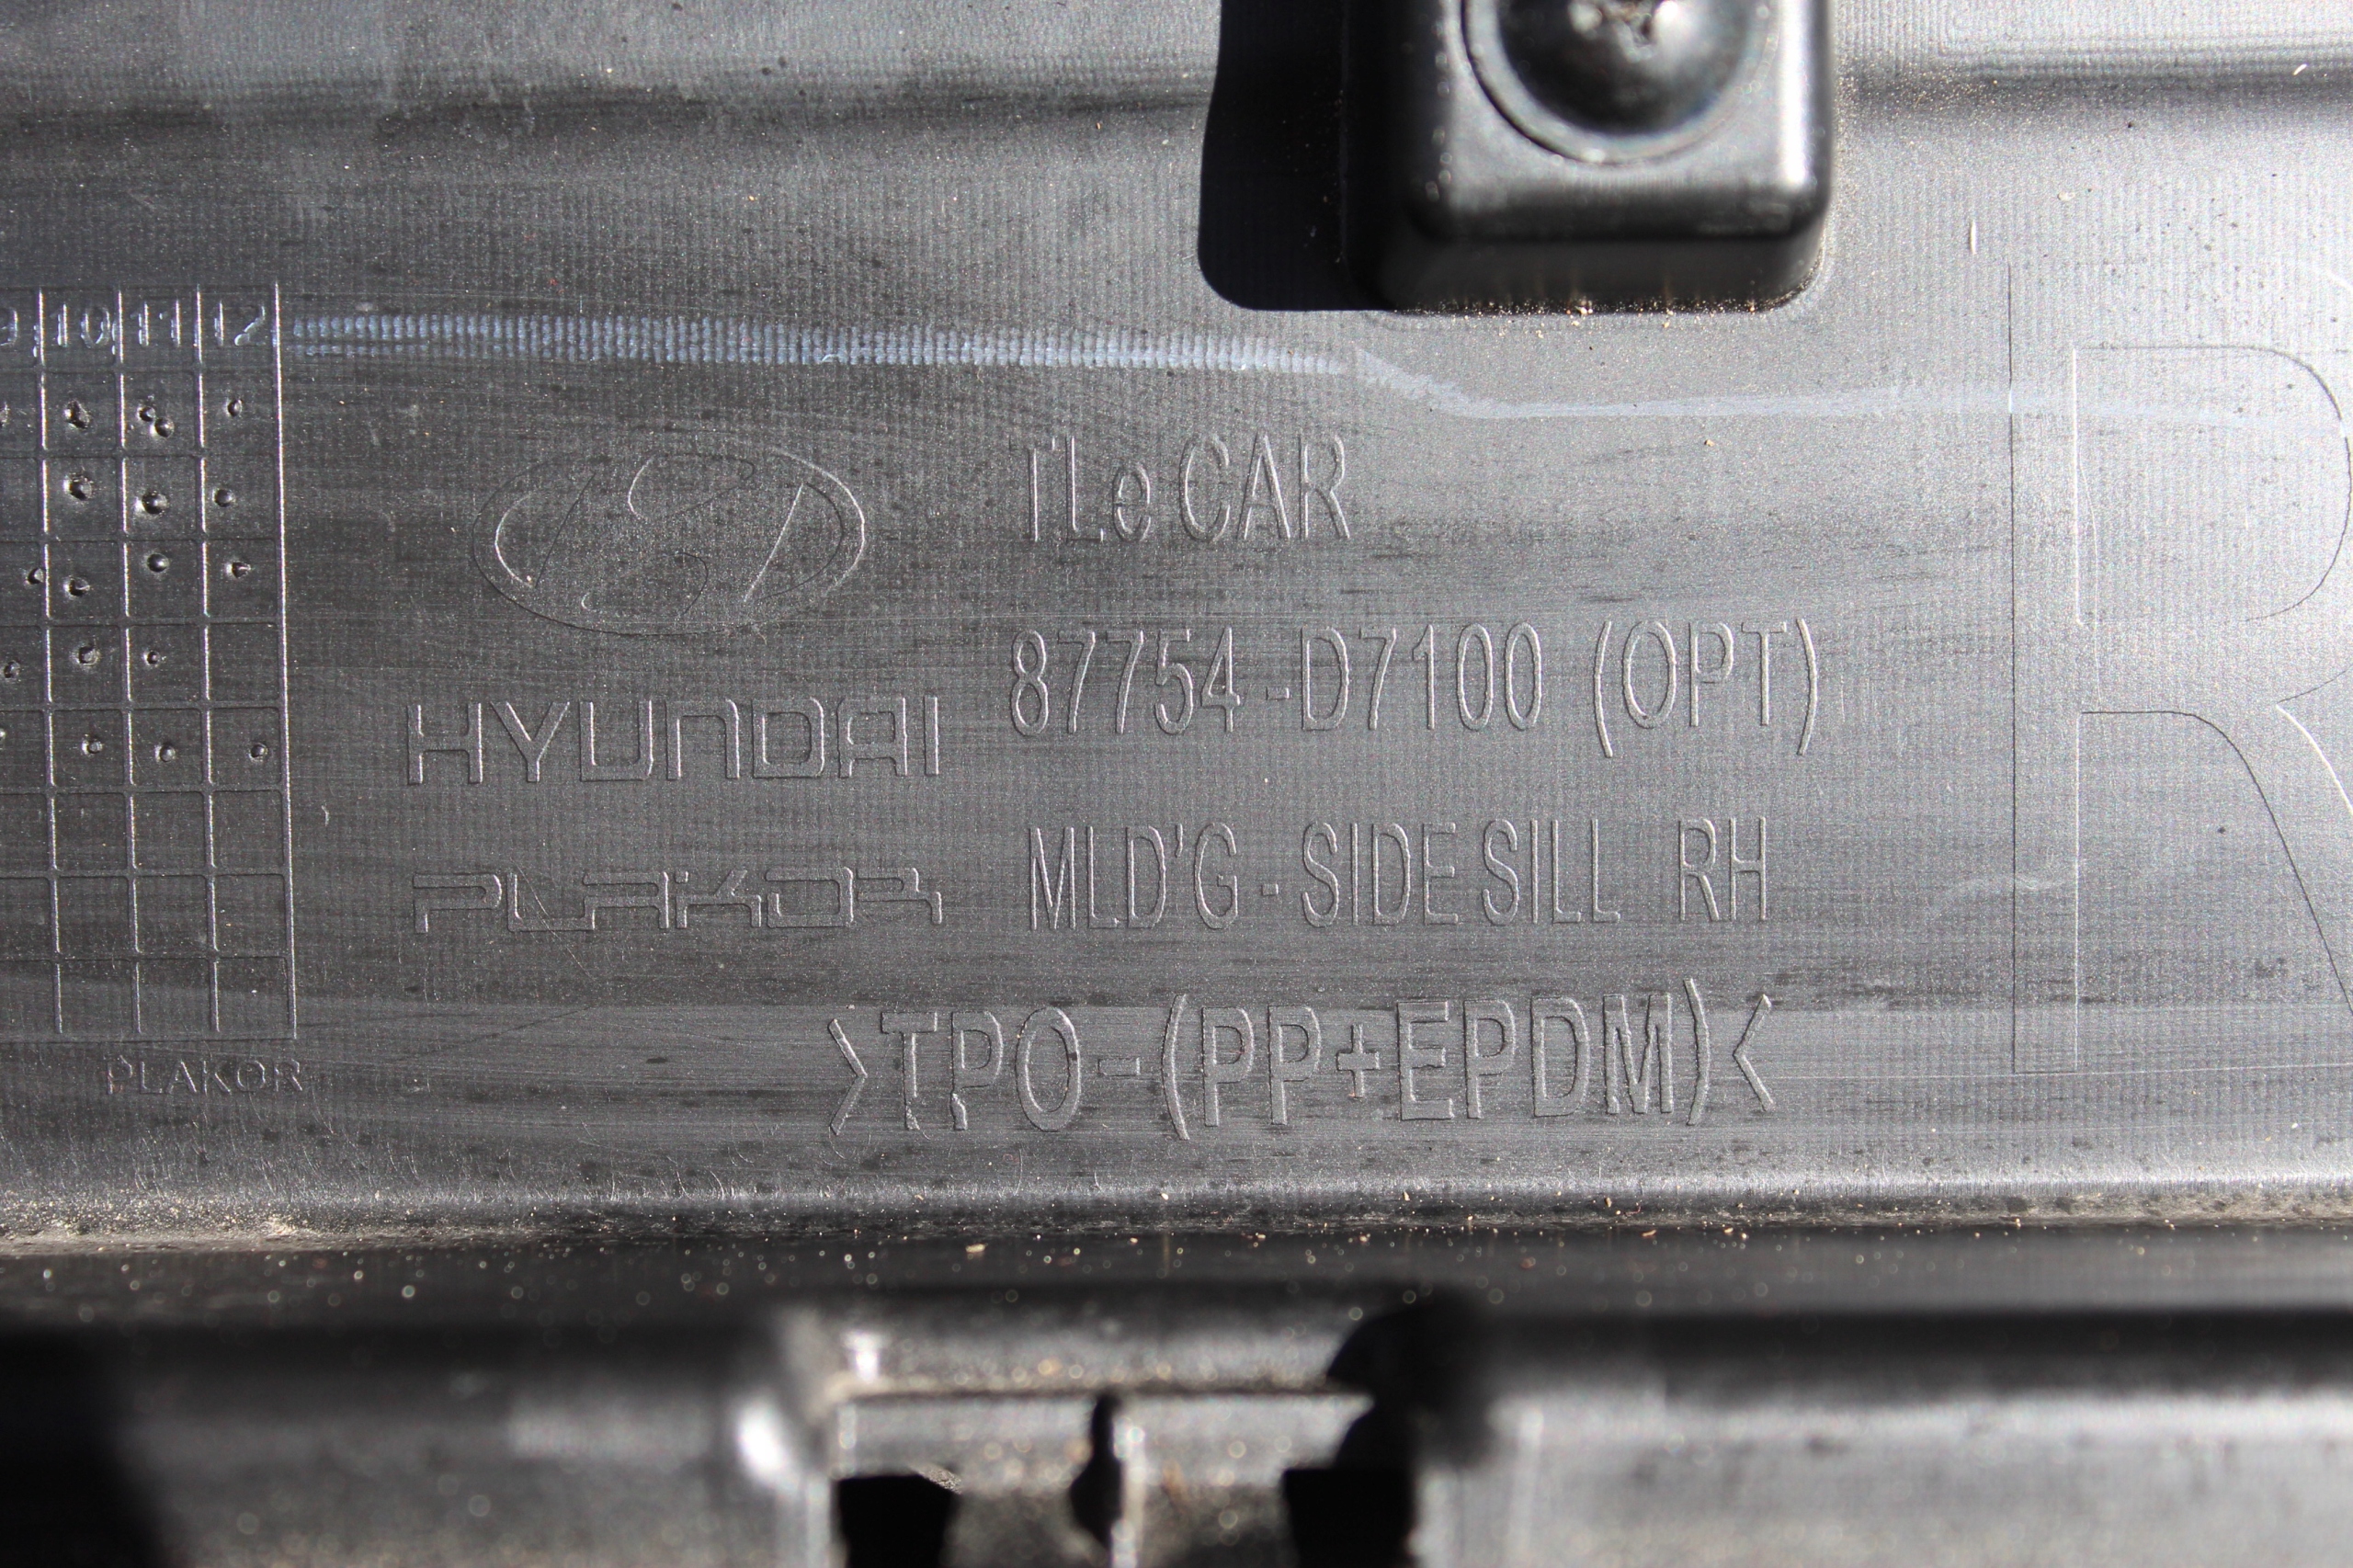 9 10 11 12
TLe CAR
87754-D7100 (OPT)
HYUNDAI
MLD'G - SIDE SILL RH
PLAKOR
>TPO-(PP+EPDM)<
PLAKOR
R